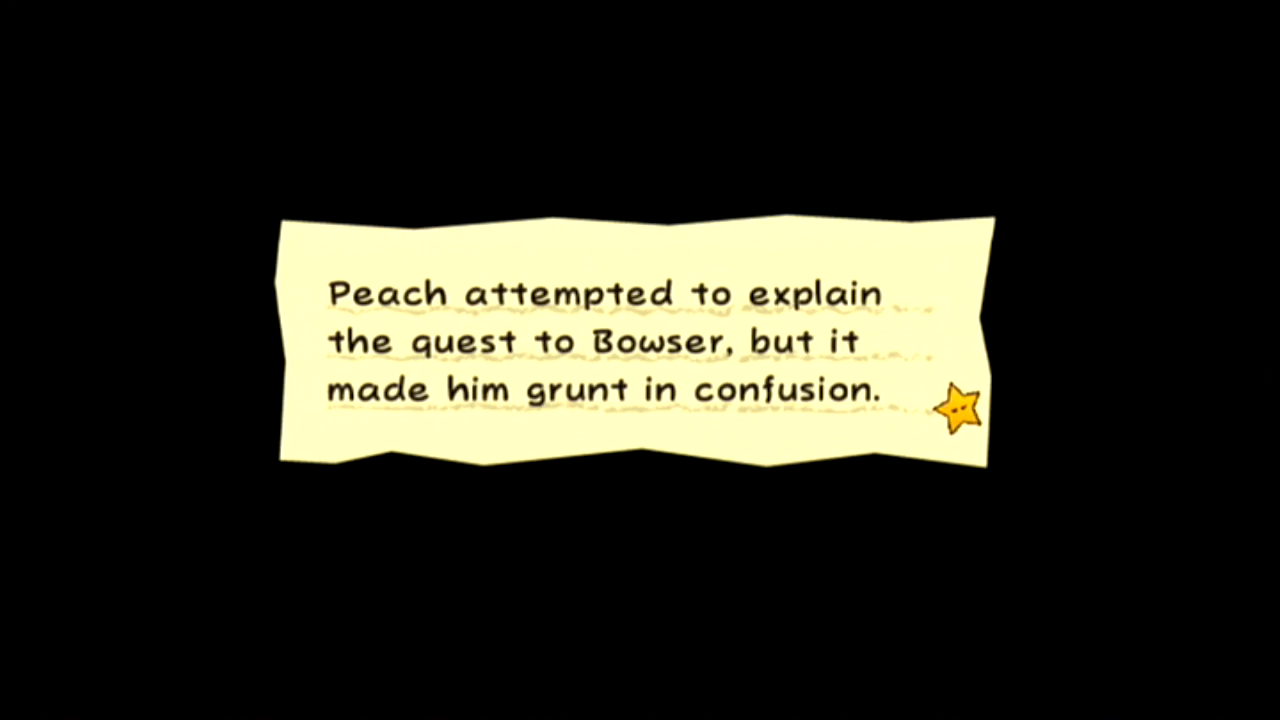 Peach attempted to explain
the quest to Bowser, but it
made him grunt in confusion.